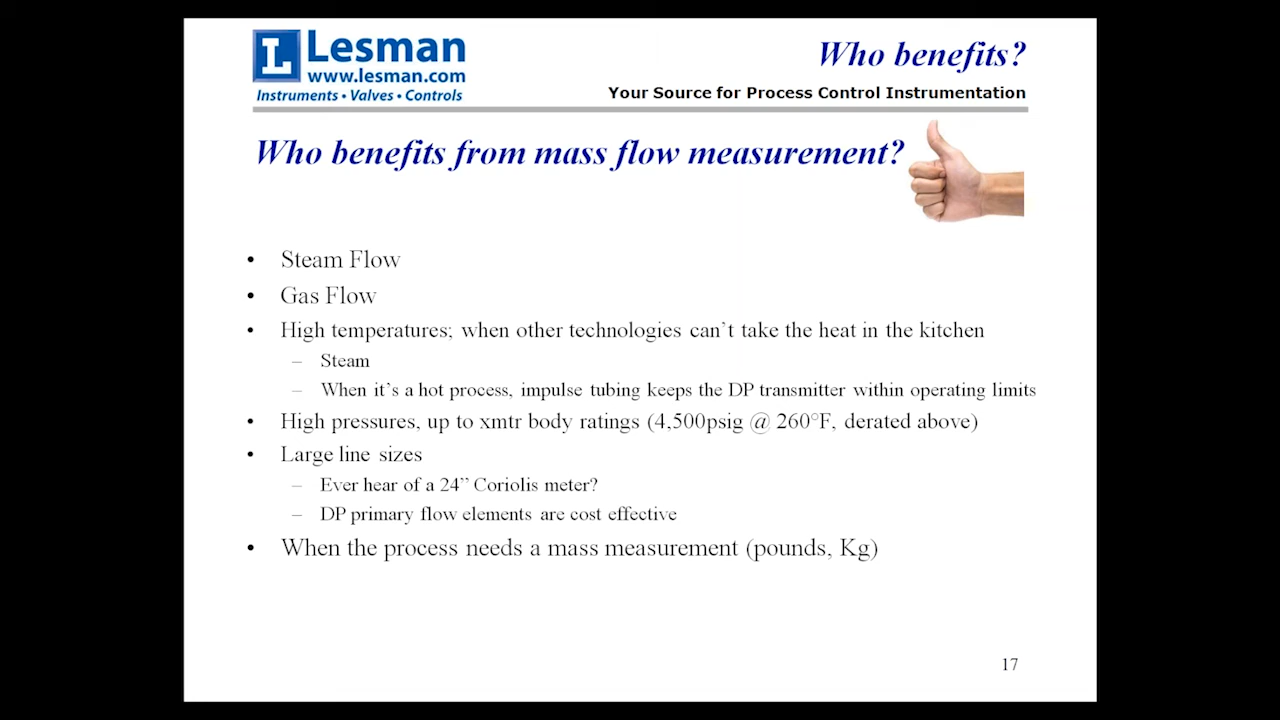 L Lesman
www.lesman.com
Instruments • Valves • Controls
Who benefits?
Your Source for Process Control Instrumentation
Who benefits from mass flow measurement?
• Steam Flow
• Gas Flow
• High temperatures; when other technologies can’t take the heat in the kitchen
– Steam
– When it’s a hot process, impulse tubing keeps the DP transmitter within operating limits
• High pressures, up to xmtr body ratings (4,500psig @ 260°F, derated above)
• Large line sizes
– Ever hear of a 24” Coriolis meter?
– DP primary flow elements are cost effective
• When the process needs a mass measurement (pounds, Kg)
17